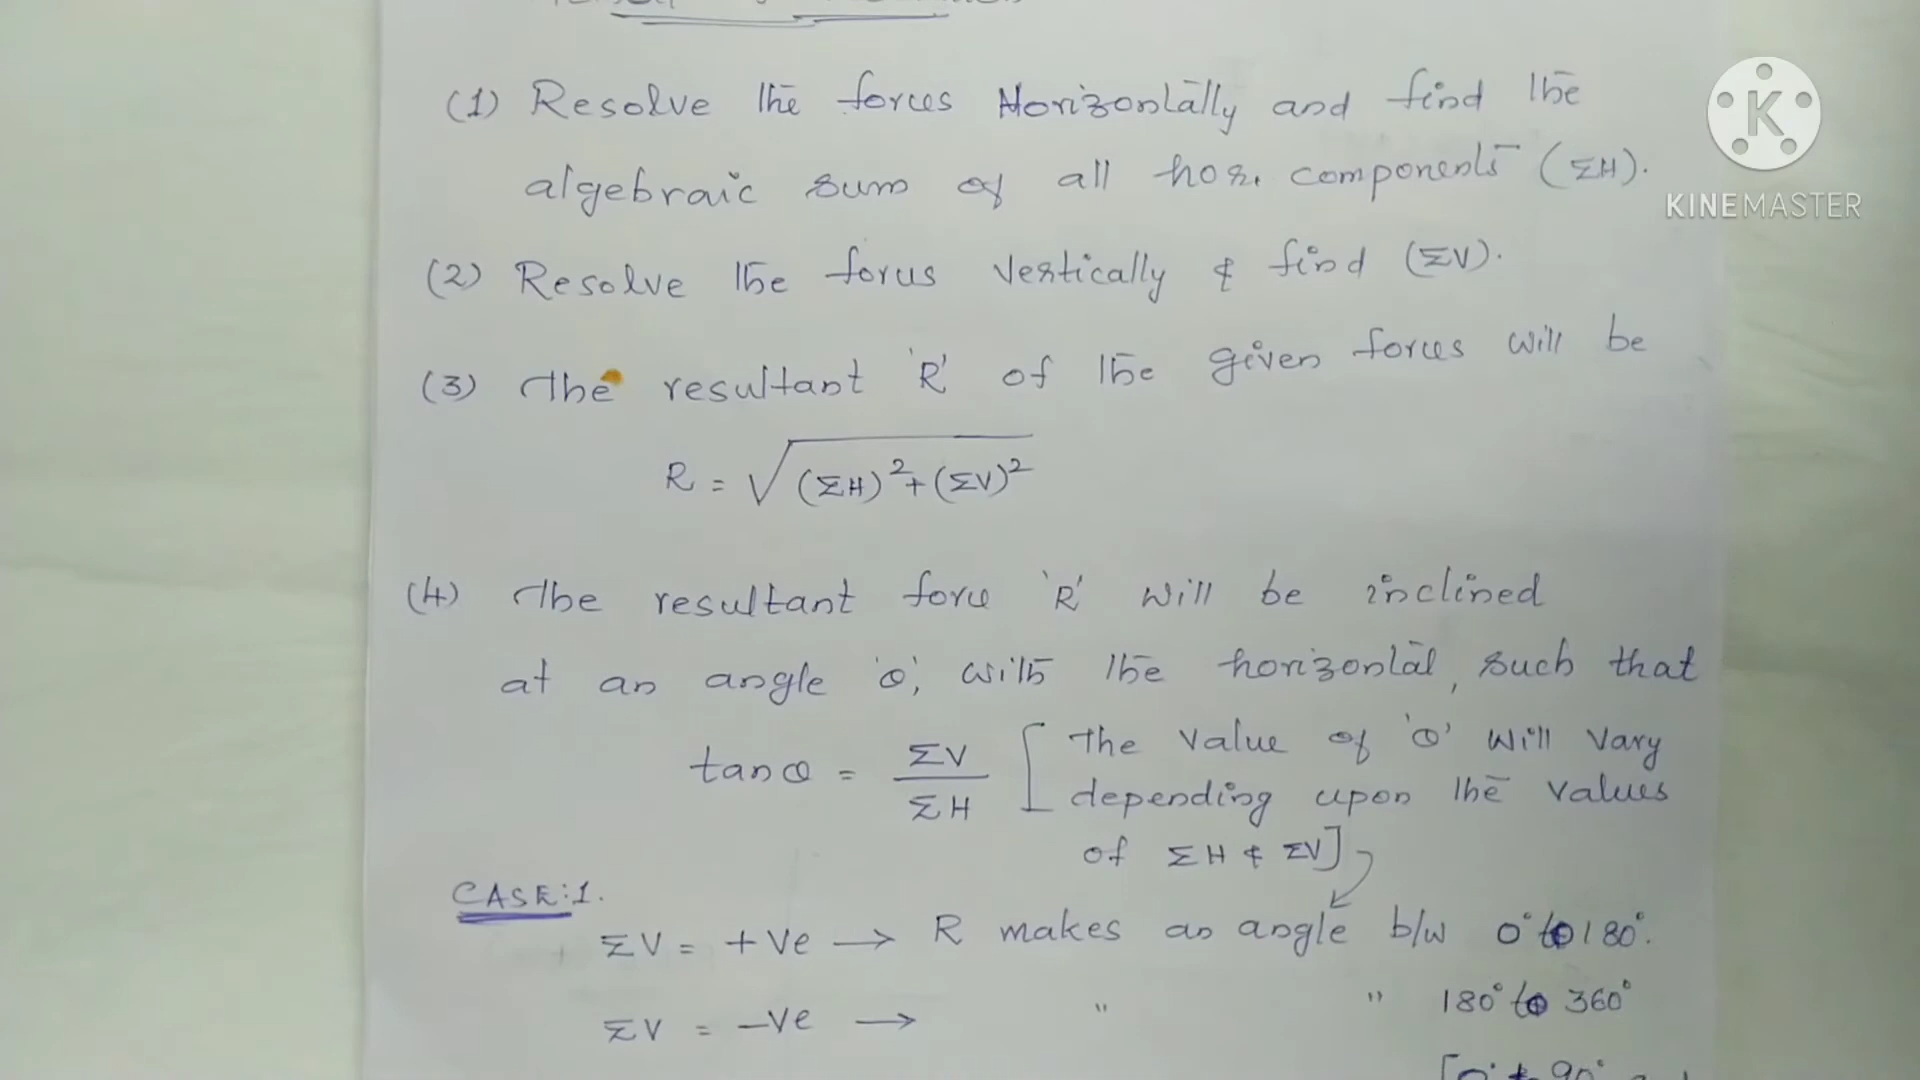 (1) Resolve the forces Horizontally and find the
algebraic sum of all hor. components (ΣH).
(2) Resolve the forces vertically & find (ΣV).
(3) The resultant 'R' of the given forces will be
R = √(ΣH)² + (ΣV)²
(4) The resultant force 'R' will be inclined
at an angle 'θ', with the horizontal, such that
tanθ = ΣV/ΣH [The value of 'θ' will vary
depending upon the values
of ΣH & ΣV]
CASE:1.
ΣV = +ve → R makes an angle b/w 0° to 180°.
ΣV = -ve → " " 180° to 360°
K
KINEMASTER